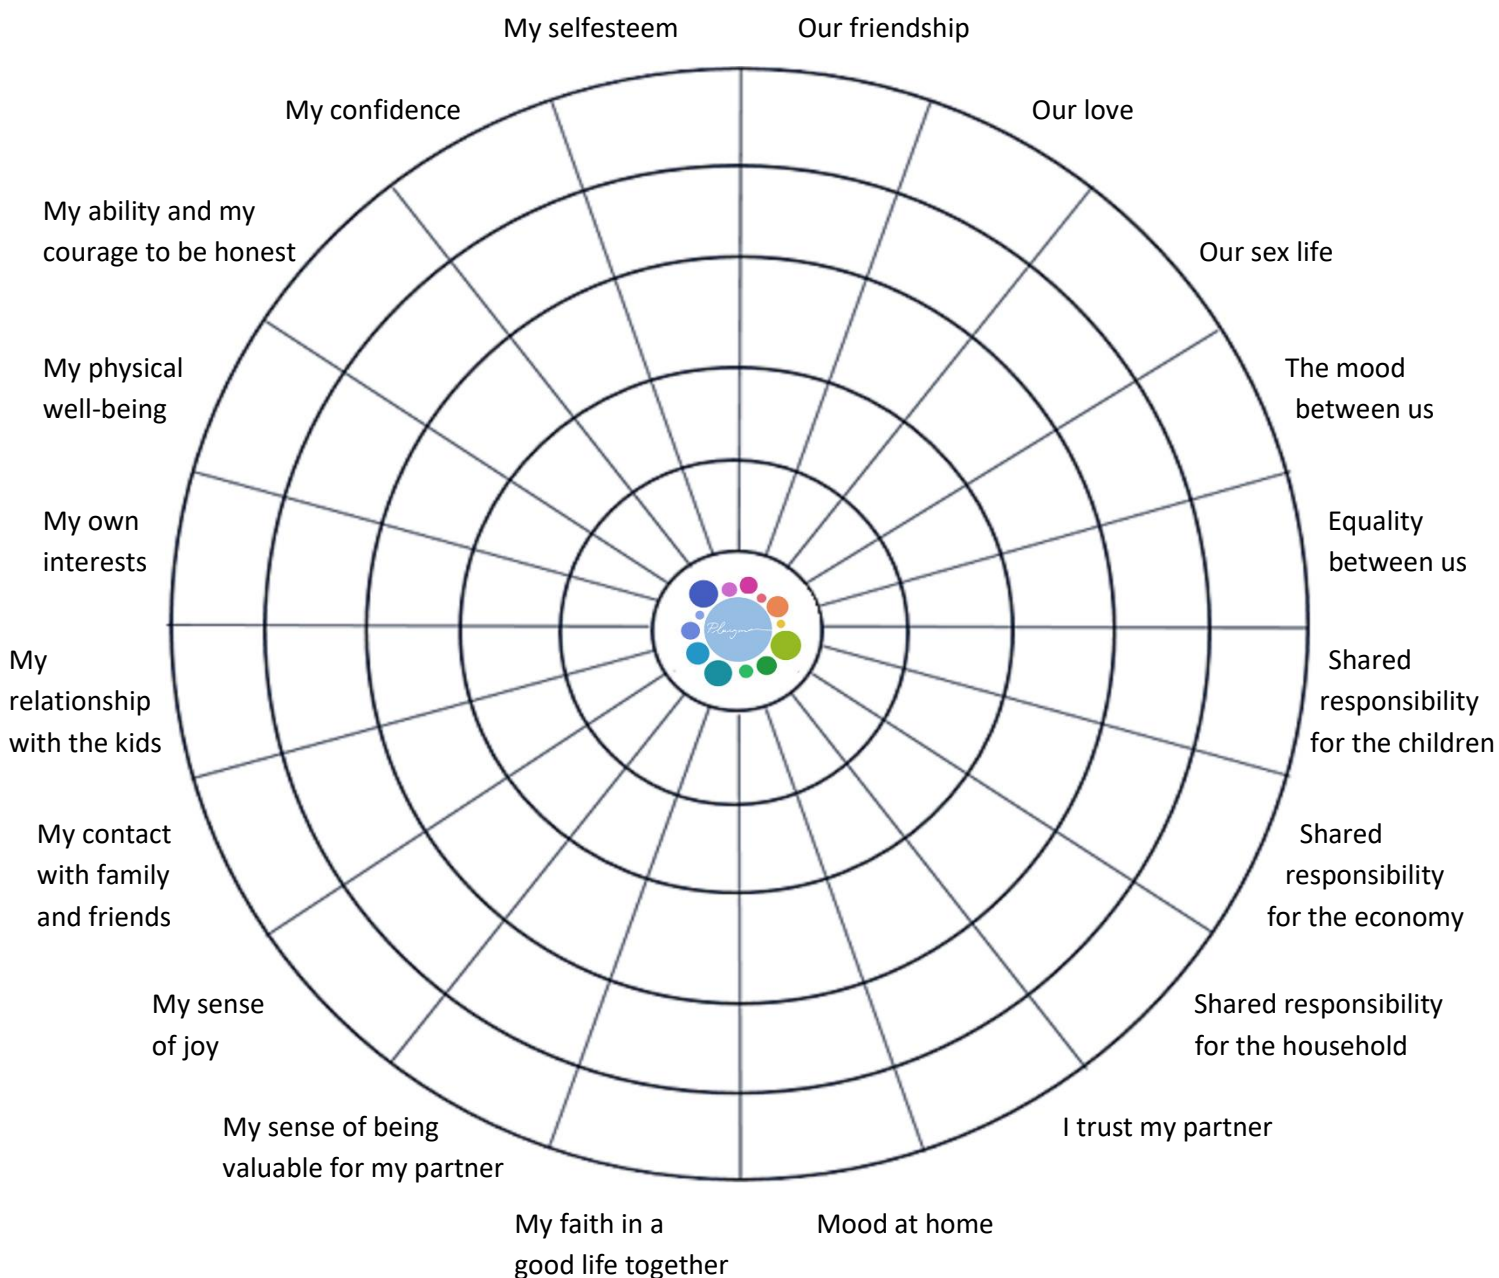 My selfesteem
Our friendship
My confidence
Our love
My ability and my
courage to be honest
Our sex life
My physical
well-being
The mood
between us
My own
interests
Equality
between us
My
relationship
with the kids
Shared
responsibility
for the children
My contact
with family
and friends
Shared
responsibility
for the economy
My sense
of joy
Shared responsibility
for the household
My sense of being
valuable for my partner
I trust my partner
My faith in a
good life together
Mood at home